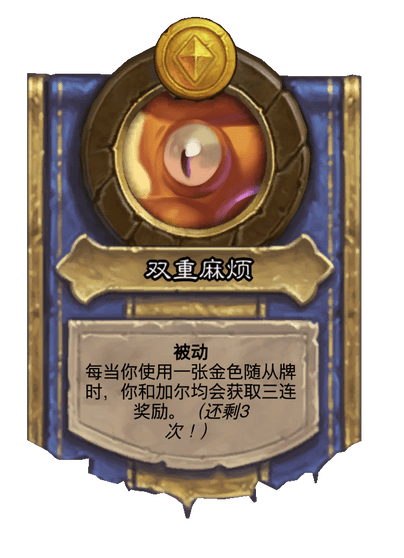 双重麻烦
被动
每当你使用一张金色随从牌
时，你和加尔均会获取三连
奖励。（还剩3
次！）